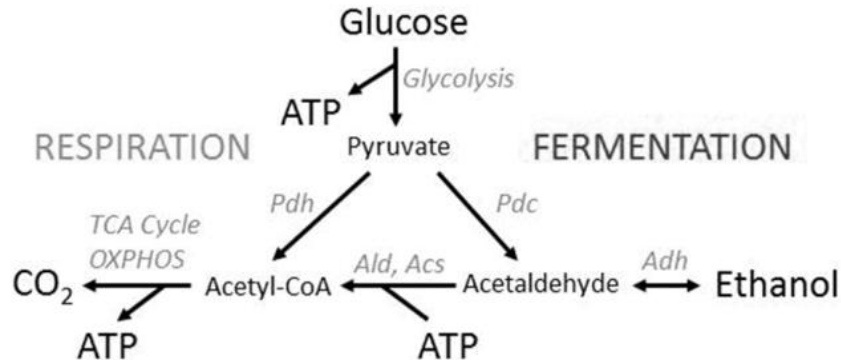 Glucose
Glycolysis
ATP
RESPIRATION
Pyruvate
FERMENTATION
Pdh
Pdc
TCA Cycle
OXPHOS
CO₂
Acetyl-CoA
Ald, Acs
Acetaldehyde
Adh
Ethanol
ATP
ATP